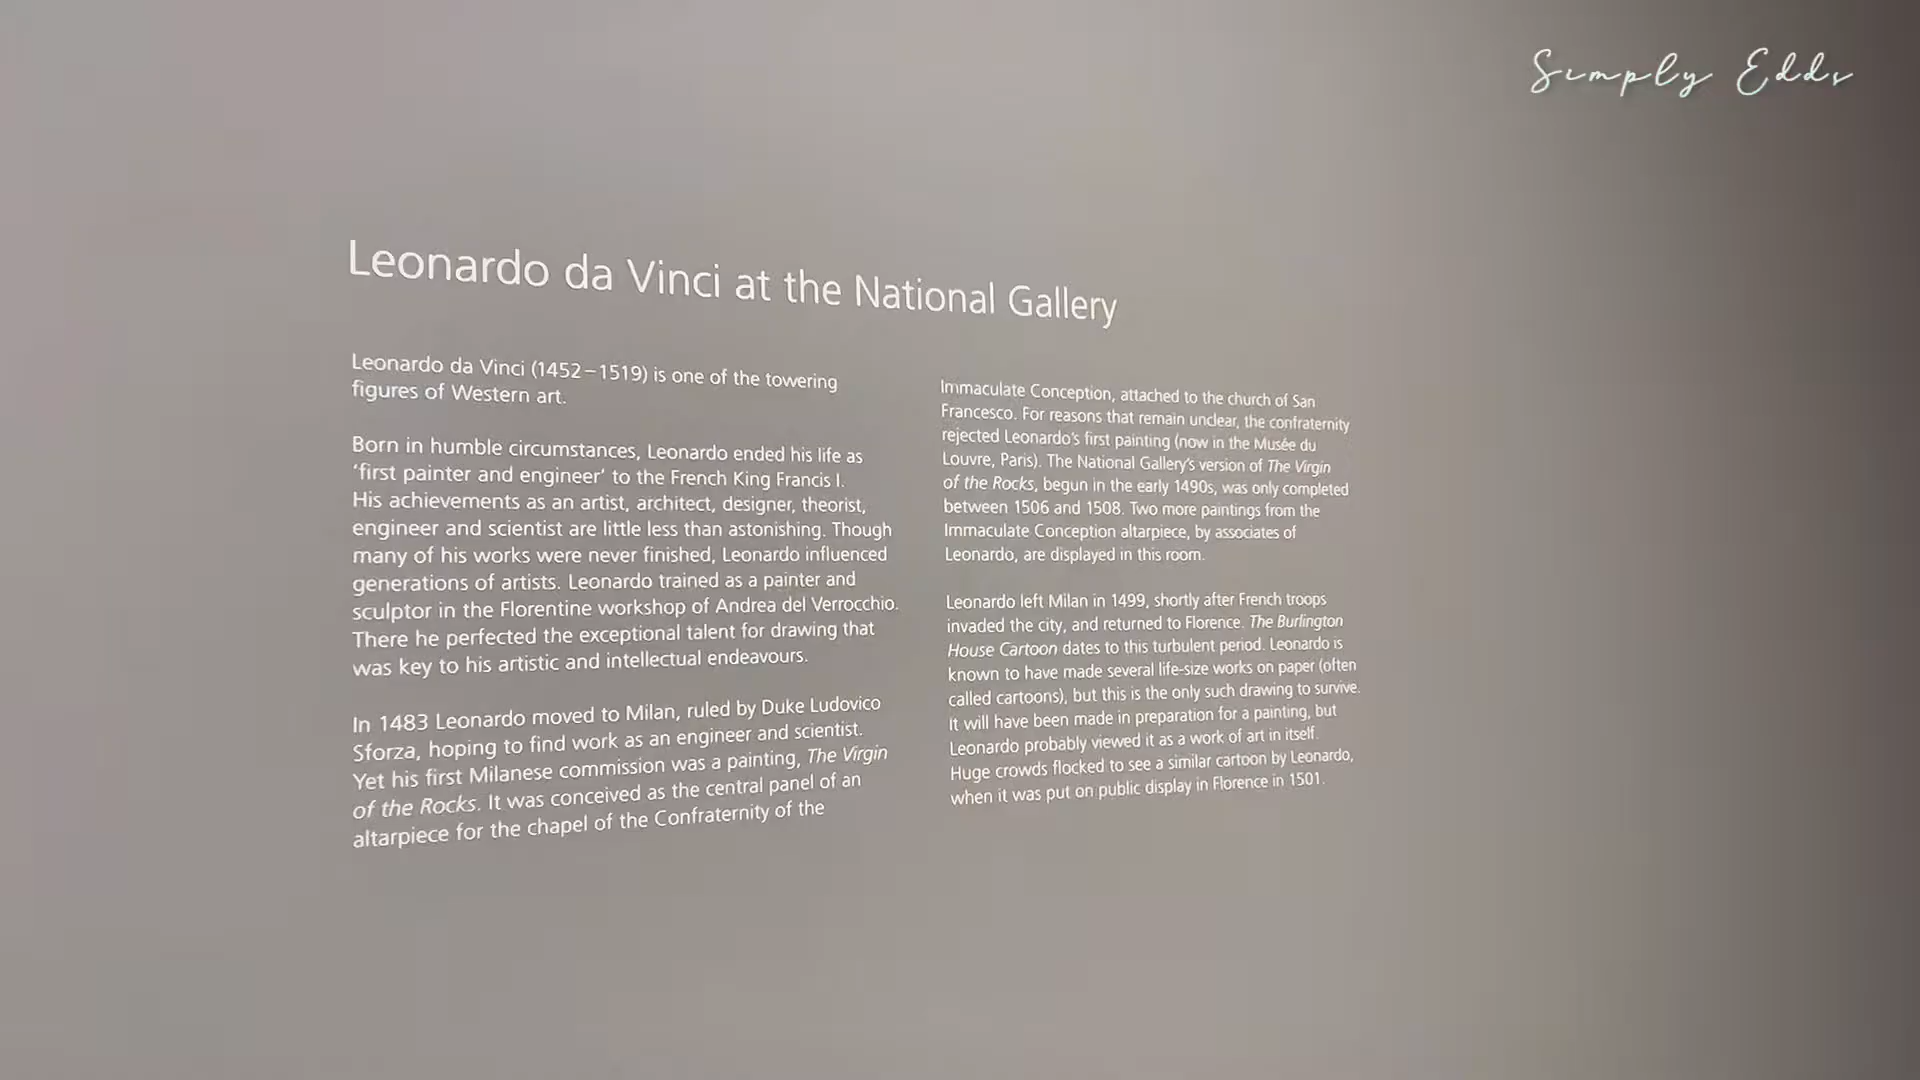 Simply Edds
Leonardo da Vinci at the National Gallery
Leonardo da Vinci (1452–1519) is one of the towering
figures of Western art.
Born in humble circumstances, Leonardo ended his life as
‘first painter and engineer’ to the French King Francis I.
His achievements as an artist, architect, designer, theorist,
engineer and scientist are little less than astonishing. Though
many of his works were never finished, Leonardo influenced
generations of artists. Leonardo trained as a painter and
sculptor in the Florentine workshop of Andrea del Verrocchio.
There he perfected the exceptional talent for drawing that
was key to his artistic and intellectual endeavours.
In 1483 Leonardo moved to Milan, ruled by Duke Ludovico
Sforza, hoping to find work as an engineer and scientist.
Yet his first Milanese commission was a painting, The Virgin
of the Rocks. It was conceived as the central panel of an
altarpiece for the chapel of the Confraternity of the
Immaculate Conception, attached to the church of San
Francesco. For reasons that remain unclear, the confraternity
rejected Leonardo’s first painting (now in the Musée du
Louvre, Paris). The National Gallery’s version of The Virgin
of the Rocks, begun in the early 1490s, was only completed
between 1506 and 1508. Two more paintings from the
Immaculate Conception altarpiece, by associates of
Leonardo, are displayed in this room.
Leonardo left Milan in 1499, shortly after French troops
invaded the city, and returned to Florence. The Burlington
House Cartoon dates to this turbulent period. Leonardo is
known to have made several life-size works on paper (often
called cartoons), but this is the only such drawing to survive.
It will have been made in preparation for a painting, but
Leonardo probably viewed it as a work of art in itself.
Huge crowds flocked to see a similar cartoon by Leonardo,
when it was put on public display in Florence in 1501.